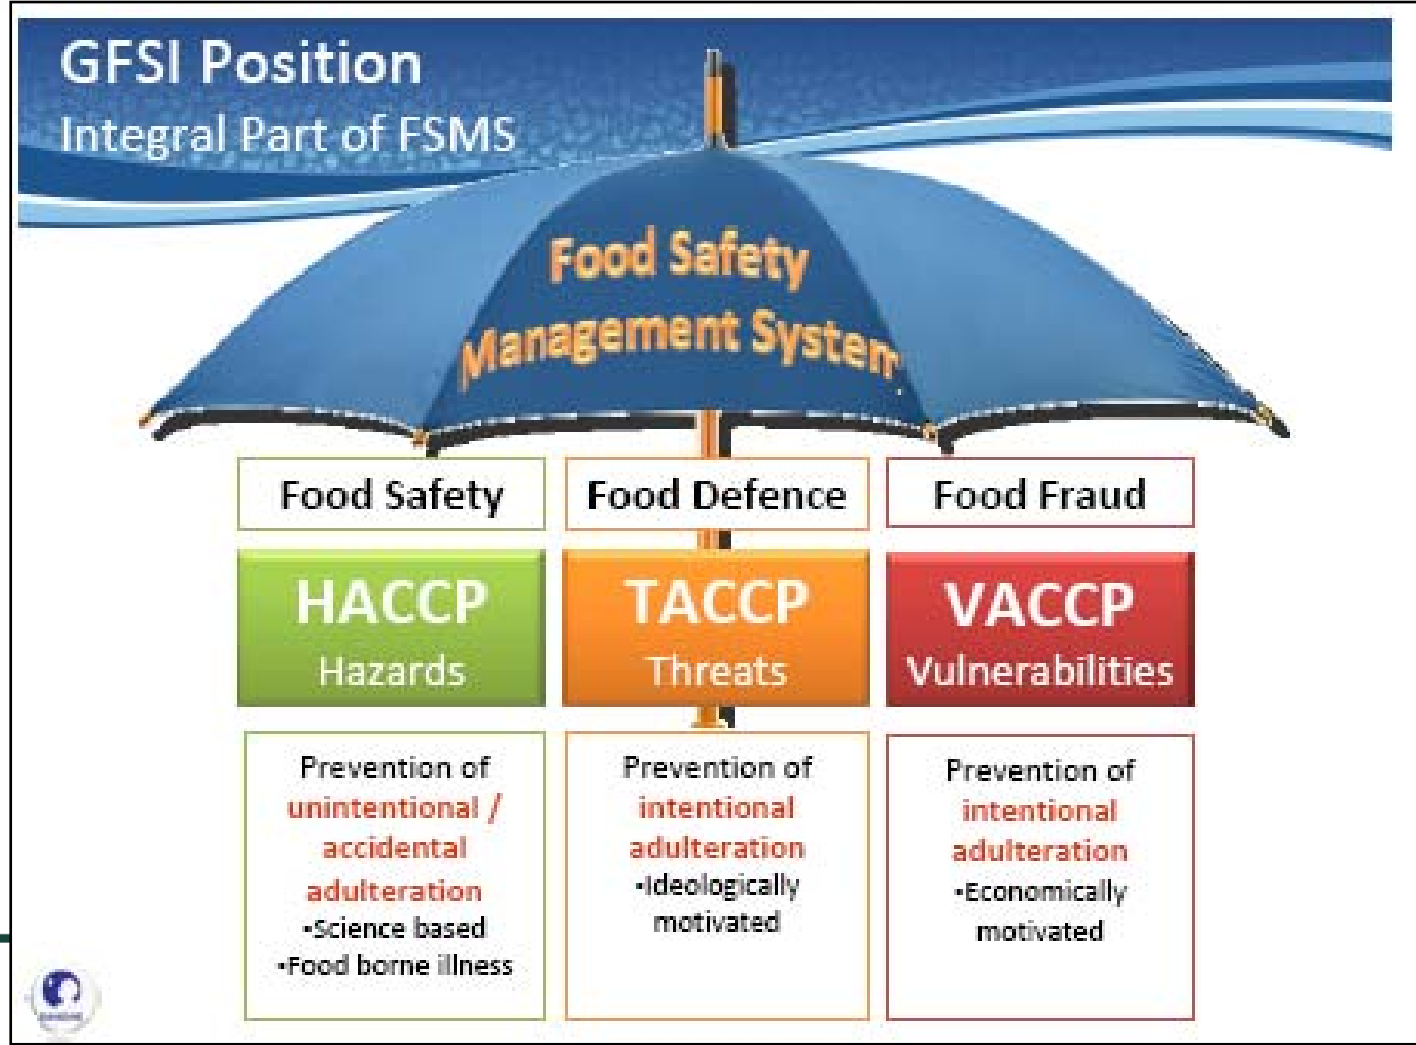 GFSI Position
Integral Part of FSMS
Food Safety
Management System
Food Safety
HACCP
Hazards
Prevention of
unintentional /
accidental
adulteration
•Science based
•Food borne illness
Food Defence
TACCP
Threats
Prevention of
intentional
adulteration
•Ideologically
motivated
Food Fraud
VACCP
Vulnerabilities
Prevention of
intentional
adulteration
•Economically
motivated